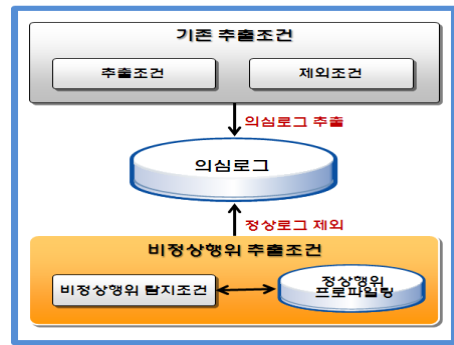 기존 추출조건
추출조건
제외조건
의심로그 추출
의심로그
정상로그 제외
비정상행위 추출조건
비정상행위 탐지조건
정상행위
프로파일링